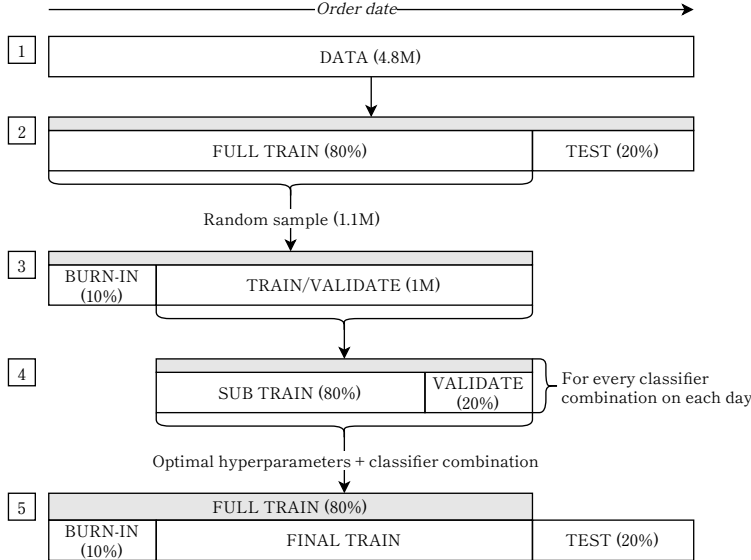 Order date
1
DATA (4.8M)
2
FULL TRAIN (80%)
TEST (20%)
Random sample (1.1M)
3
BURN-IN
(10%)
TRAIN/VALIDATE (1M)
4
SUB TRAIN (80%)
VALIDATE
(20%)
For every classifier
combination on each day
Optimal hyperparameters + classifier combination
5
FULL TRAIN (80%)
BURN-IN
(10%)
FINAL TRAIN
TEST (20%)